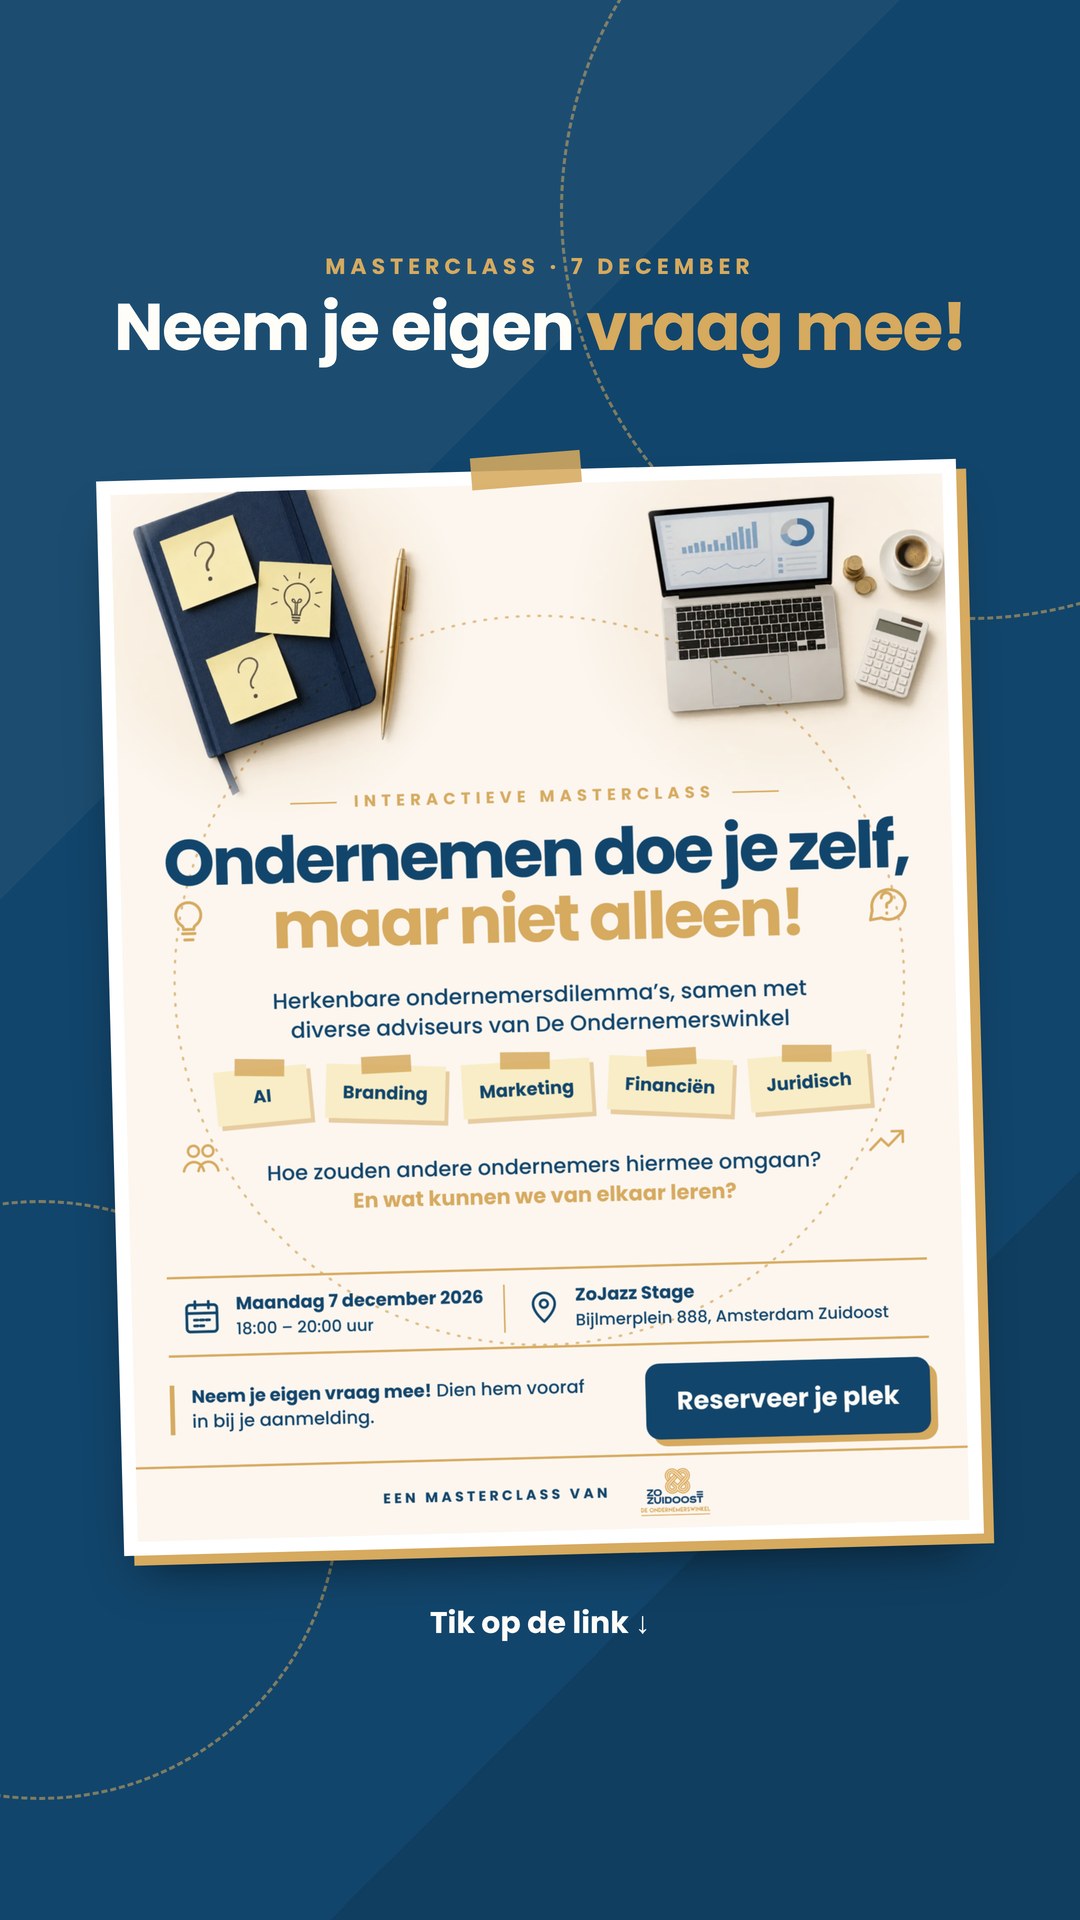 MASTERCLASS · 7 DECEMBER
Neem je eigen vraag mee!
?
?
INTERACTIEVE MASTERCLASS
Ondernemen doe je zelf,
maar niet alleen!
Herkenbare ondernemersdilemma’s, samen met
diverse adviseurs van De Ondernemerswinkel
AI
Branding
Marketing
Financiën
Juridisch
Hoe zouden andere ondernemers hiermee omgaan?
En wat kunnen we van elkaar leren?
Maandag 7 december 2026
18:00 – 20:00 uur
ZoJazz Stage
Bijlmerplein 888, Amsterdam Zuidoost
Neem je eigen vraag mee! Dien hem vooraf
in bij je aanmelding.
Reserveer je plek
EEN MASTERCLASS VAN
ZO
ZUIDOOST
DE ONDERNEMERSWINKEL
Tik op de link ↓